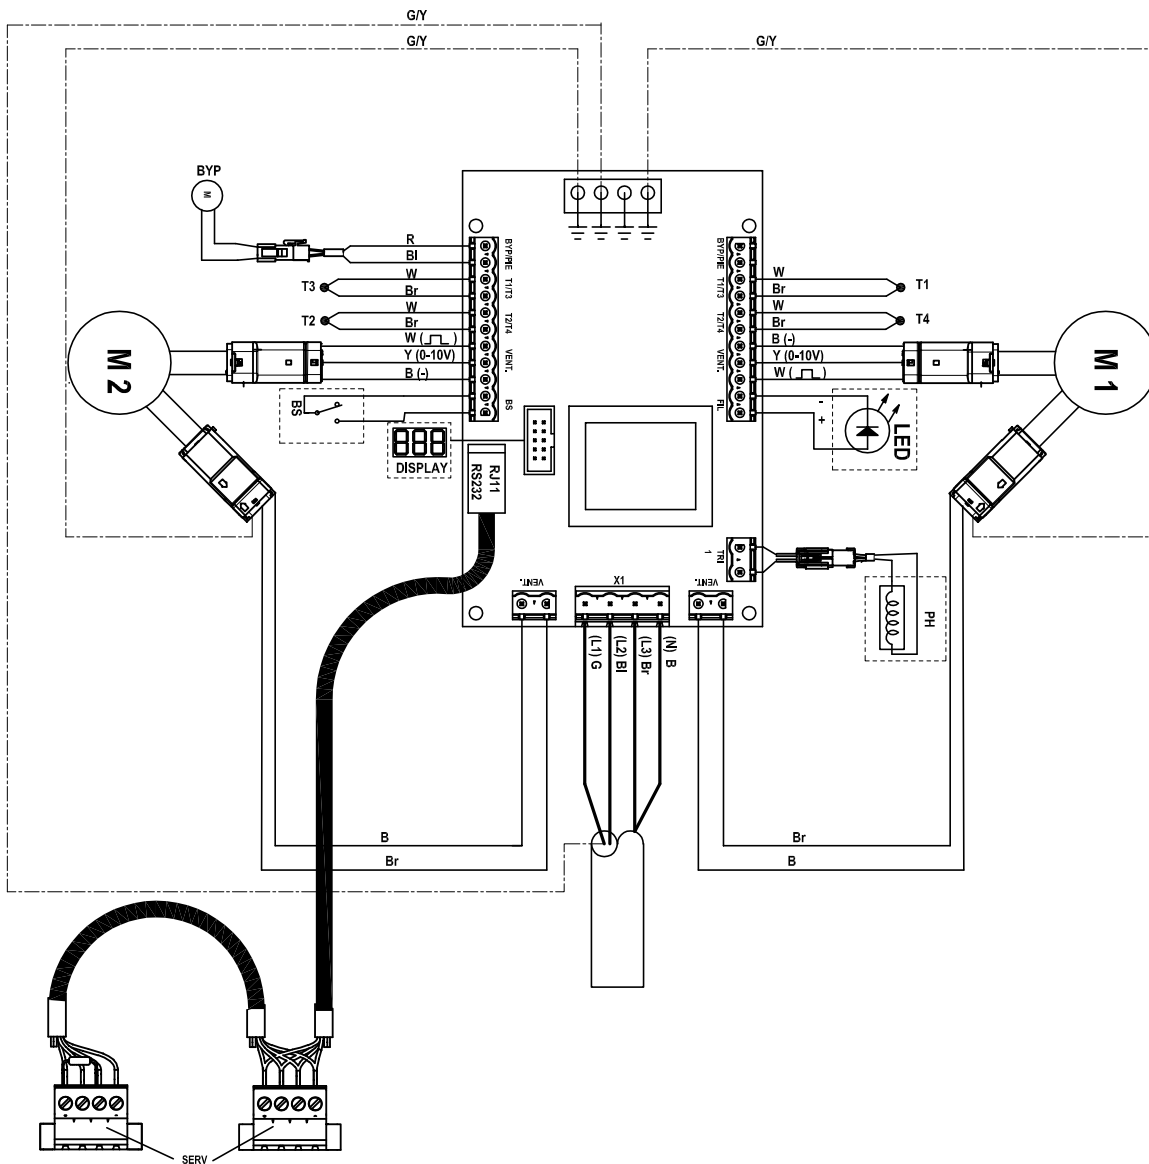 G/Y
G/Y
G/Y
BYP
M
R
Bl
W
Br
W
Br
W ( )
Y (0-10V)
B (-)
T3
T2
M 2
BS
DISPLAY
BYP/PIE
T1/T3
T2/T4
VENT.
BS
BYP/PIE
T1/T3
T2/T4
VENT.
FIL
W
Br
W
Br
B (-)
Y (0-10V)
W ( )
T1
T4
M 1
-
+
LED
RJ11
RS232
TRI
1
PH
VENT.
X1
VENT.
(L1) G
(L2) Bl
(L3) Br
(N) B
B
Br
Br
B
SERV